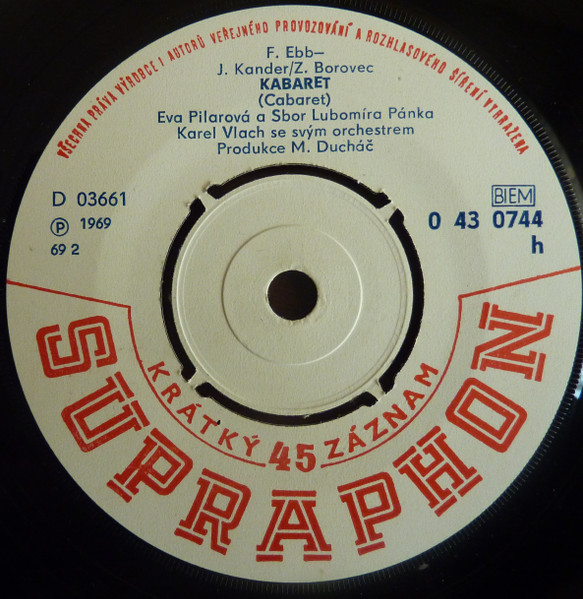 VŠECHNA PRÁVA VÝROBCE I AUTORŮ VEŘEJNÉHO PROVOZOVÁNÍ A ROZHLASOVÉHO ŠÍŘENÍ VYHRAŽENA
F. Ebb–
J. Kander/Z. Borovec
KABARET
(Cabaret)
Eva Pilarová a Sbor Lubomíra Pánka
Karel Vlach se svým orchestrem
Produkce M. Ducháč
D 03661
℗ 1969
69 2
BIEM
0 43 0744
h
KRÁTKÝ 45 ZÁZNAM
SUPRAPHON